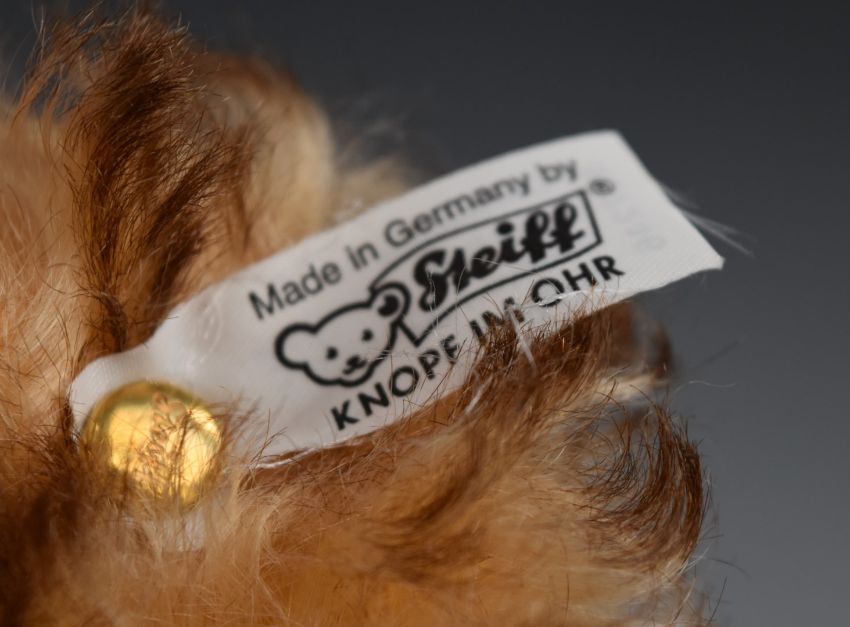 Made in Germany by
Steiff®
KNOPF IM OHR